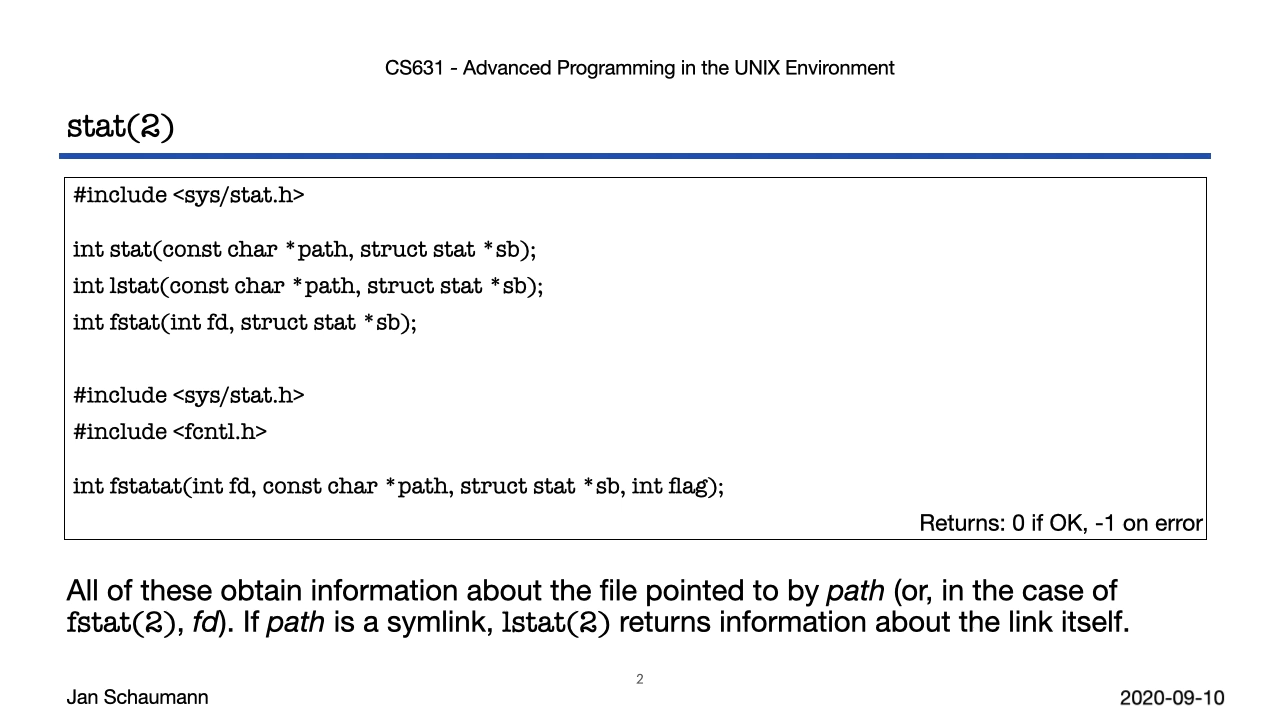 CS631 - Advanced Programming in the UNIX Environment
stat(2)
#include <sys/stat.h>
int stat(const char *path, struct stat *sb);
int lstat(const char *path, struct stat *sb);
int fstat(int fd, struct stat *sb);
#include <sys/stat.h>
#include <fcntl.h>
int fstatat(int fd, const char *path, struct stat *sb, int flag);
Returns: 0 if OK, -1 on error
All of these obtain information about the file pointed to by path (or, in the case of
fstat(2), fd). If path is a symlink, lstat(2) returns information about the link itself.
2
Jan Schaumann
2020-09-10